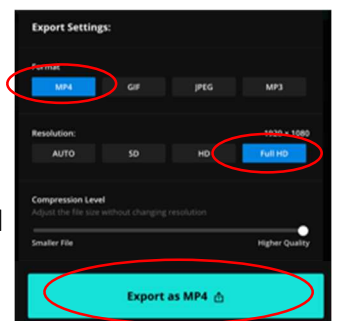 Export Settings:
Format
MP4 GIF JPEG MP3
Resolution: 1920 × 1080
AUTO SD HD Full HD
Compression Level
Adjust the file size without changing resolution
Smaller File Higher Quality
Export as MP4